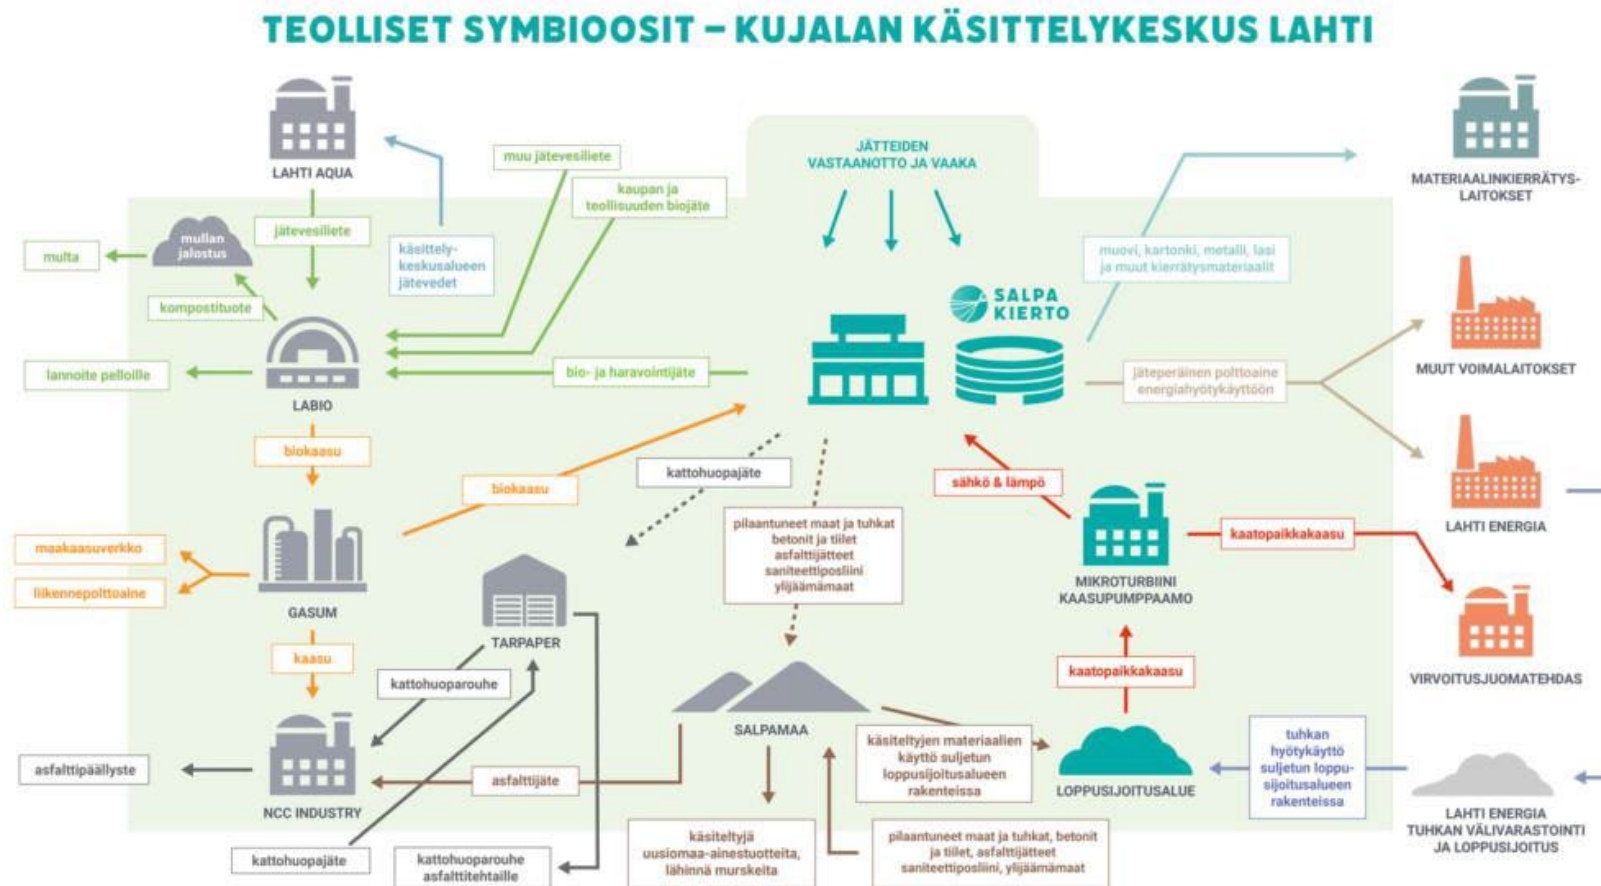 TEOLLISET SYMBIOOSIT – KUJALAN KÄSITTELYKESKUS LAHTI
LAHTI AQUA
muu jätevesiliete
kaupan ja
teollisuuden biojäte
JÄTTEIDEN
VASTAANOTTO JA VAAKA
MATERIAALINKIERRÄTYS-
LAITOKSET
multa
mullan
jalostus
jätevesiliete
käsittely-
keskusalueen
jätevedet
muovi, kartonki, metalli, lasi
ja muut kierrätysmateriaalit
kompostituote
SALPA
KIERTO
lannoite pelloille
LABIO
bio- ja haravointijäte
jäteperäinen polttoaine
energiahyötykäyttöön
MUUT VOIMALAITOKSET
biokaasu
biokaasu
kattohuopajäte
sähkö & lämpö
LAHTI ENERGIA
pilaantuneet maat ja tuhkat
betonit ja tiilet
asfalttijätteet
saniteettiposliini
ylijäämämaat
maakaasuverkko
liikennepolttoaine
GASUM
MIKROTURBIINI
KAASUPUMPPAAMO
kaatopaikkakaasu
kaasu
TARPAPER
kattohuoparouhe
kaatopaikkakaasu
VIRVOITUSJUOMATEHDAS
SALPAMAA
käsiteltyjen materiaalien
käyttö suljetun
loppusijoitusalueen
rakenteissa
LOPPUSIJOITUSALUE
tuhkan
hyötykäyttö
suljetun loppu-
sijoitusalueen
rakenteissa
asfalttipäällyste
NCC INDUSTRY
asfalttijäte
LAHTI ENERGIA
TUHKAN VÄLIVARASTOINTI
JA LOPPUSIJOITUS
kattohuopajäte
kattohuoparouhe
asfalttitehtaille
käsiteltyjä
uusiomaa-ainestuotteita,
lähinnä murskeita
pilaantuneet maat ja tuhkat, betonit
ja tiilet, asfalttijätteet
saniteettiposliini, ylijäämämaat